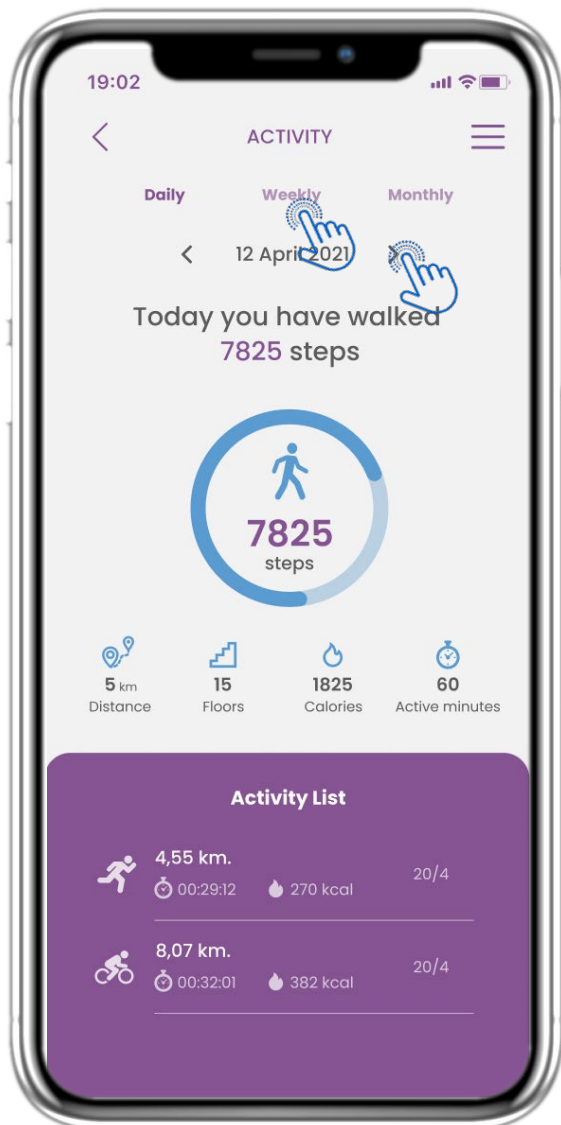 19:02
ACTIVITY
Daily Weekly Monthly
12 April 2021
Today you have walked
7825 steps
7825
steps
5 km 15 1825 60
Distance Floors Calories Active minutes
Activity List
4,55 km.
00:29:12 270 kcal 20/4
8,07 km.
00:32:01 382 kcal 20/4